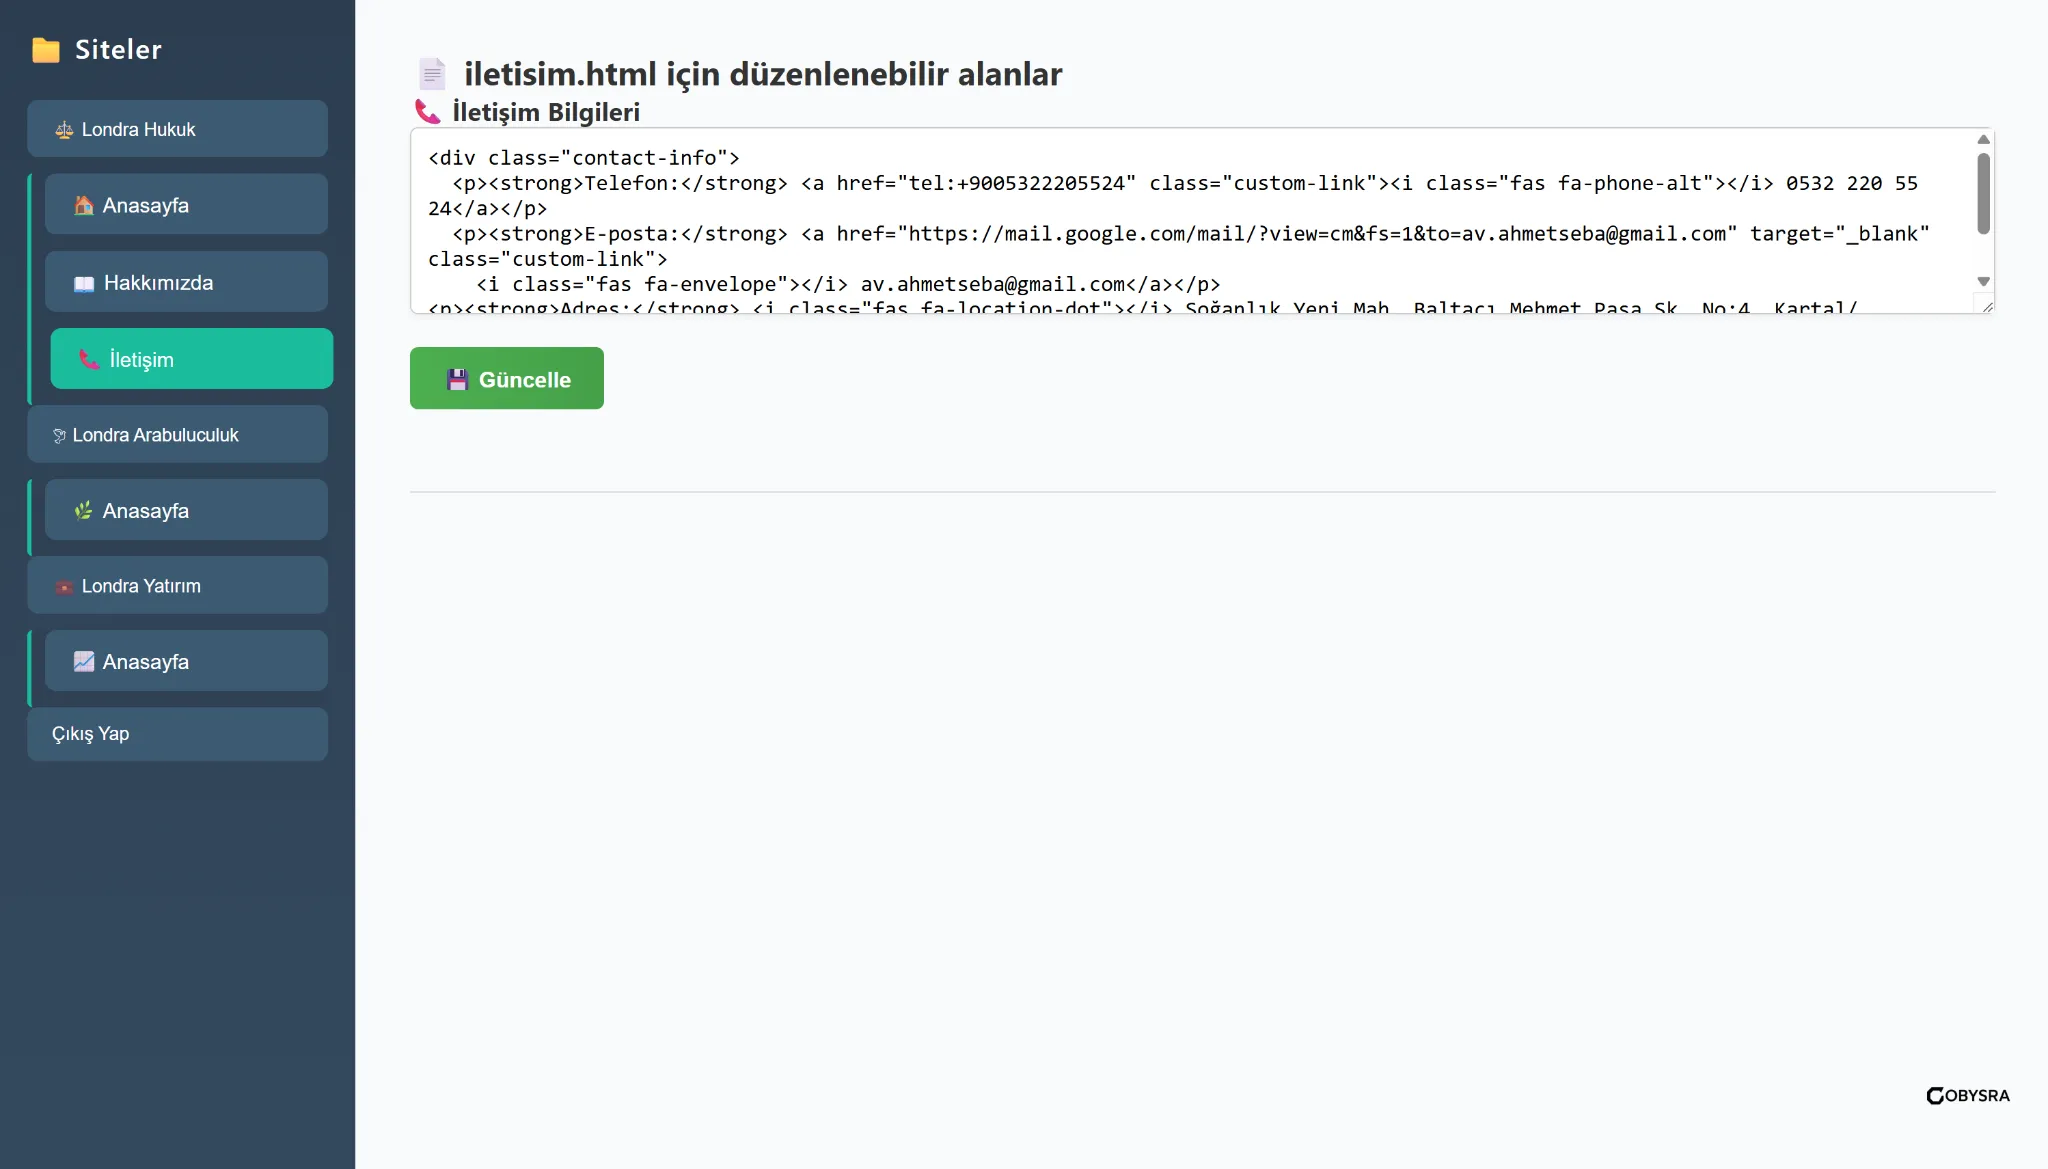 Siteler
Londra Hukuk
Anasayfa
Hakkımızda
İletişim
Londra Arabuluculuk
Anasayfa
Londra Yatırım
Anasayfa
Çıkış Yap
iletisim.html için düzenlenebilir alanlar
İletişim Bilgileri
<div class="contact-info">
<p><strong>Telefon:</strong> <a href="tel:+9005322205524" class="custom-link"><i class="fas fa-phone-alt"></i> 0532 220 55
24</a></p>
<p><strong>E-posta:</strong> <a href="https://mail.google.com/mail/?view=cm&fs=1&to=av.ahmetseba@gmail.com" target="_blank"
class="custom-link">
<i class="fas fa-envelope"></i> av.ahmetseba@gmail.com</a></p>
<p><strong>Adres:</strong> <i class="fas fa-location-dot"></i> Soğanlık Yeni Mah. Baltacı Mehmet Paşa Sk. No:4, Kartal/
Güncelle
COBYSRA